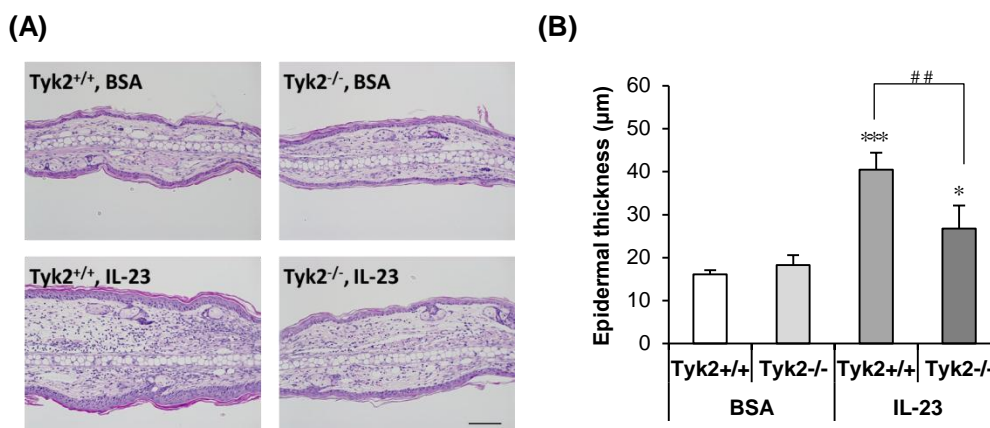 (A)
Tyk2+/+, BSA
Tyk2-/-, BSA
Tyk2+/+, IL-23
Tyk2-/-, IL-23
(B)
Epidermal thickness (μm)
60
50
40
30
20
10
0
##
***
*
Tyk2+/+ Tyk2-/- Tyk2+/+ Tyk2-/-
BSA IL-23